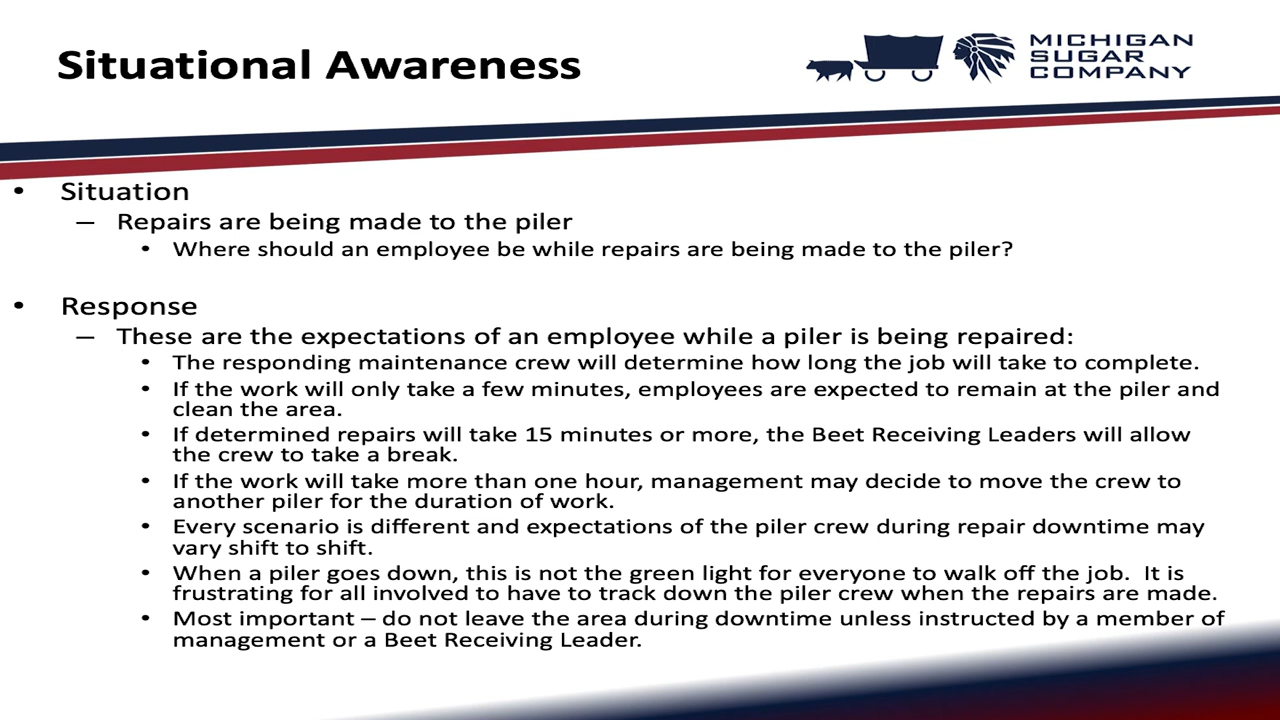 Situational Awareness
MICHIGAN
SUGAR
COMPANY
• Situation
– Repairs are being made to the piler
• Where should an employee be while repairs are being made to the piler?
• Response
– These are the expectations of an employee while a piler is being repaired:
• The responding maintenance crew will determine how long the job will take to complete.
• If the work will only take a few minutes, employees are expected to remain at the piler and
clean the area.
• If determined repairs will take 15 minutes or more, the Beet Receiving Leaders will allow
the crew to take a break.
• If the work will take more than one hour, management may decide to move the crew to
another piler for the duration of work.
• Every scenario is different and expectations of the piler crew during repair downtime may
vary shift to shift.
• When a piler goes down, this is not the green light for everyone to walk off the job.  It is
frustrating for all involved to have to track down the piler crew when the repairs are made.
• Most important – do not leave the area during downtime unless instructed by a member of
management or a Beet Receiving Leader.